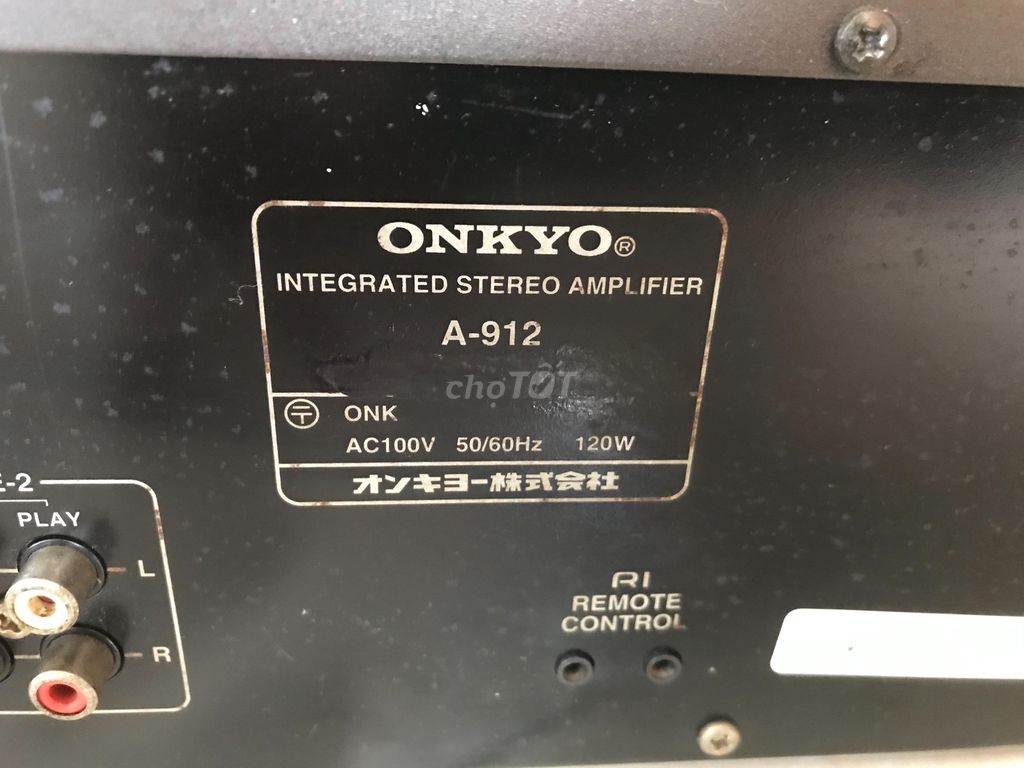 ONKYO®
INTEGRATED STEREO AMPLIFIER
A-912
choTỐT
ONK
AC100V 50/60Hz 120W
オンキヨー株式会社
E-2
PLAY
L
R
RI
REMOTE
CONTROL